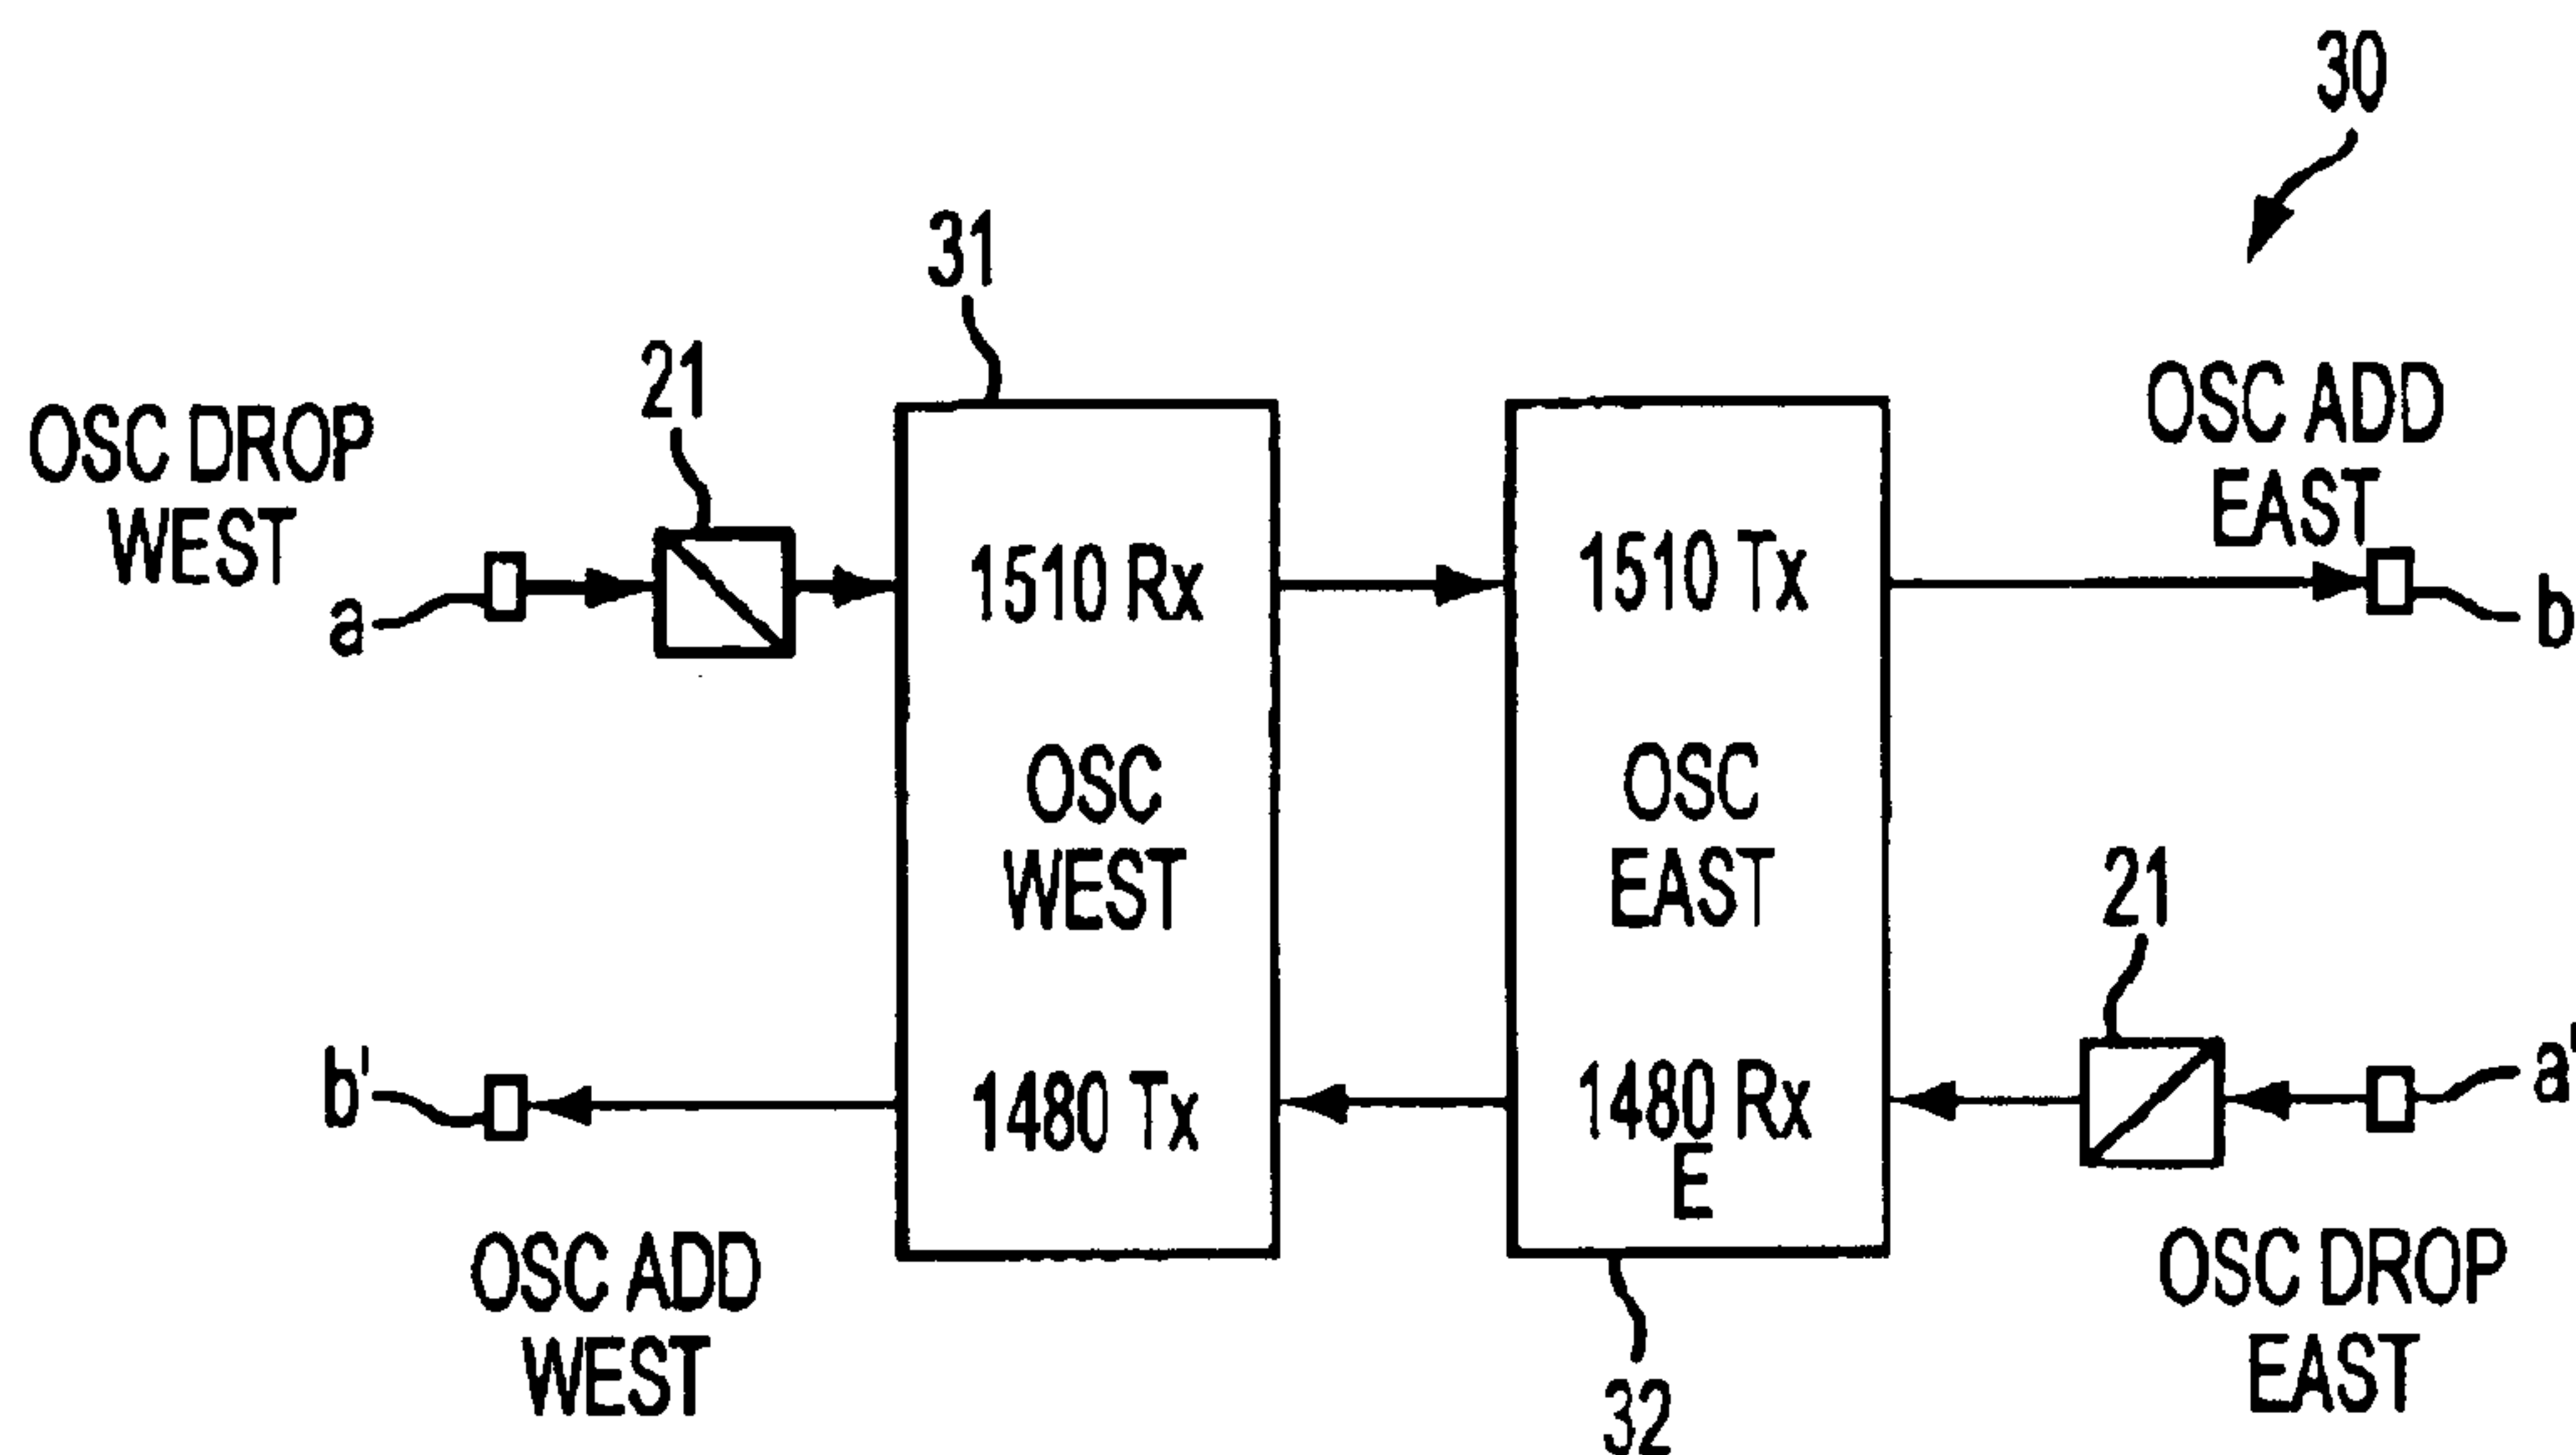 30
31
21
OSC DROP
WEST
OSC ADD
EAST
a
1510 Rx
1510 Tx
b
OSC
WEST
OSC
EAST
21
b'
1480 Tx
1480 Rx
E
a'
OSC ADD
WEST
OSC DROP
EAST
32